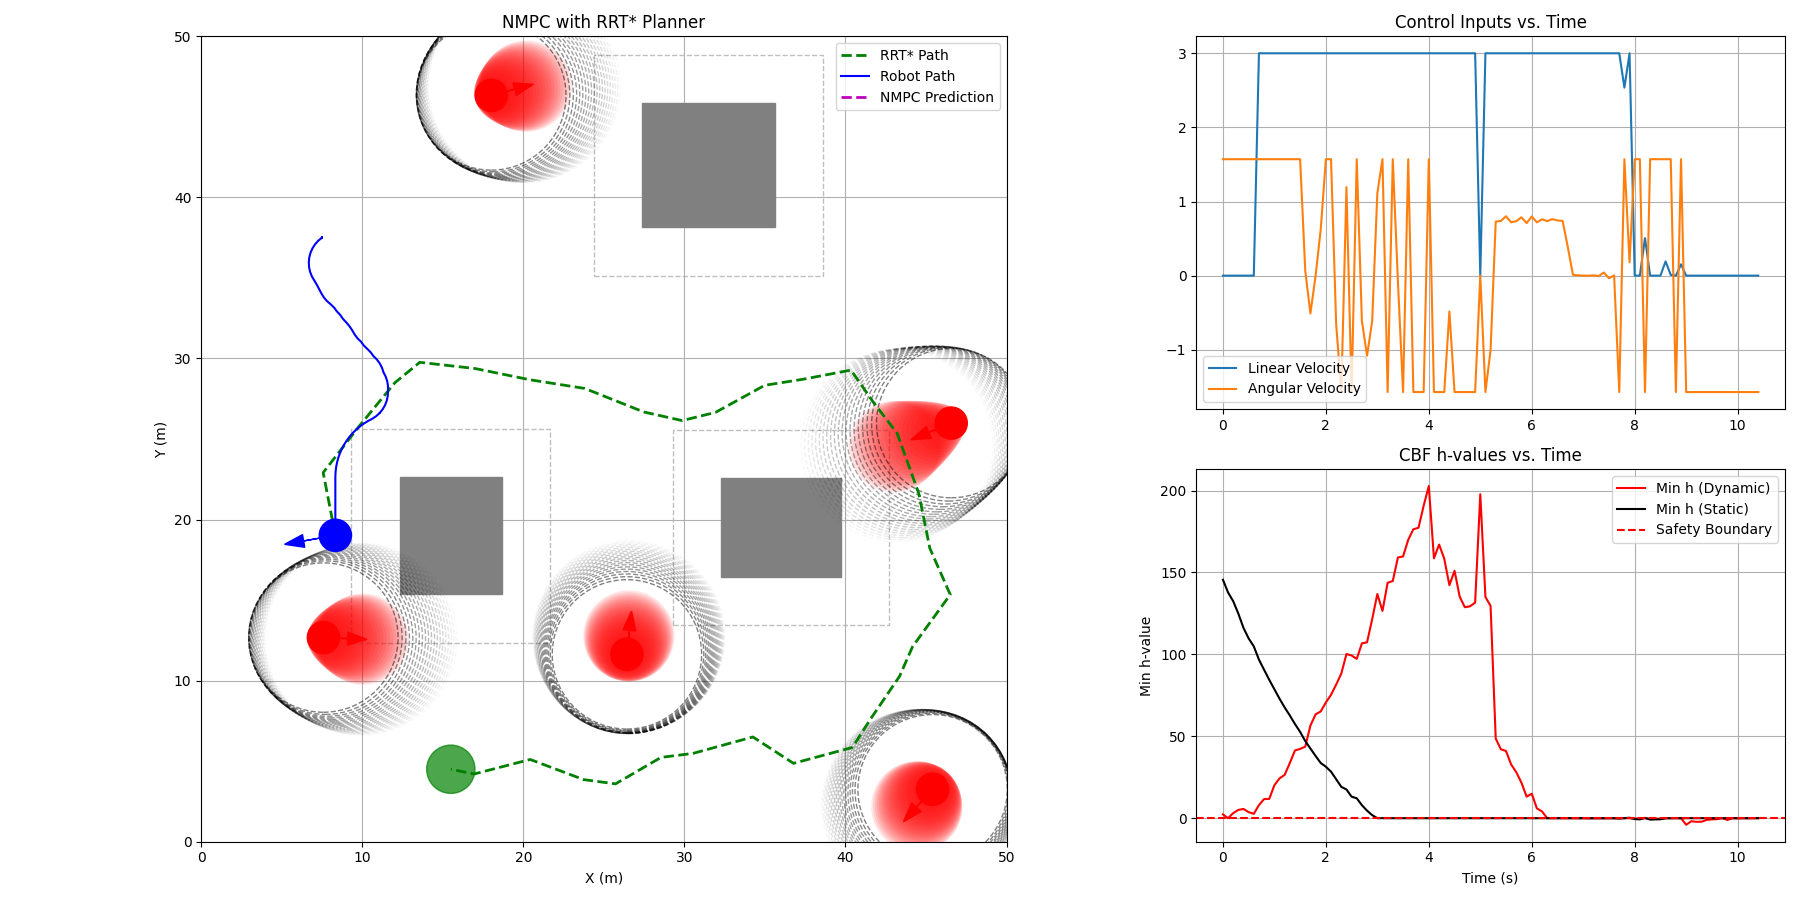 NMPC with RRT* Planner
50
40
30
20
10
0
0
10
20
30
40
50
Y (m)
X (m)
RRT* Path
Robot Path
NMPC Prediction
Control Inputs vs. Time
3
2
1
0
−1
0
2
4
6
8
10
Linear Velocity
Angular Velocity
CBF h-values vs. Time
200
150
100
50
0
0
2
4
6
8
10
Min h-value
Time (s)
Min h (Dynamic)
Min h (Static)
Safety Boundary